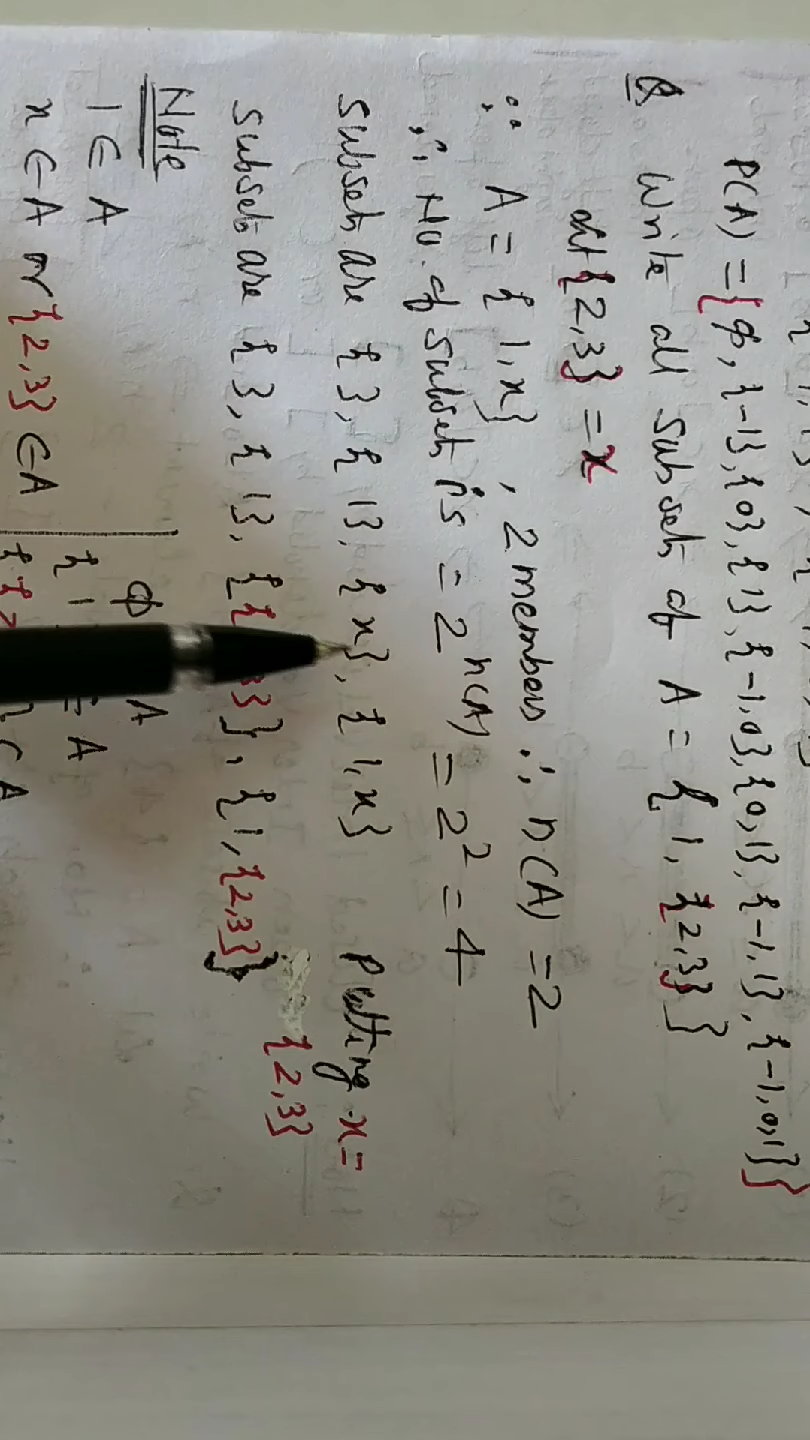 P(A) = {φ, {-1}, {0}, {1}, {-1,0}, {0,1}, {-1,1}, {-1,0,1}}
Q Write all subsets of A = { 1, {2,3} }
let {2,3} = x
∵ A = { 1, x } , 2 members ∴ n(A) = 2
∴ No. of subsets is = 2^n(A) = 2^2 = 4
subsets are { }, { 1}, {x}, { 1, x} Putting x =
{2,3}
subsets are { }, { 1}, {{ 3}}, { 1, {2,3}}
Note
1 ∈ A
x ∈ A or {2,3} ∈ A
φ A
{ 1 ⊆ A
{{2 } ⊂ A